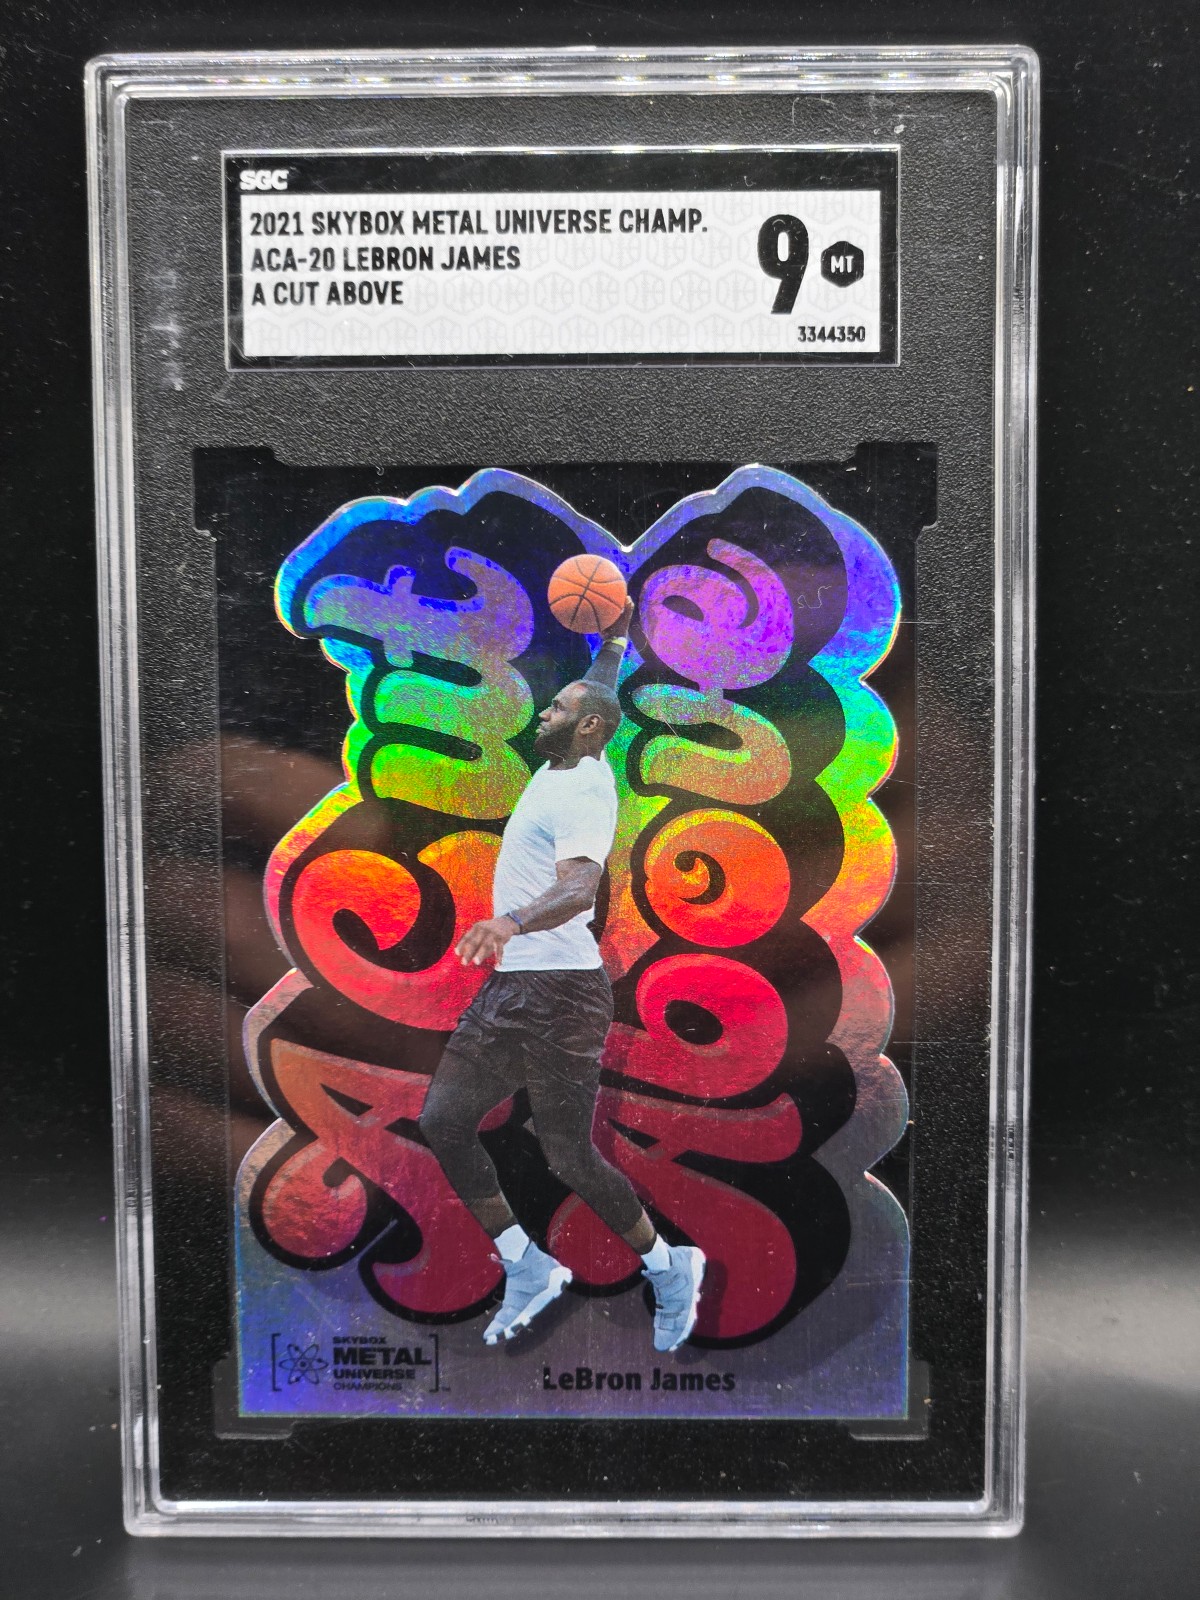 SGC
2021 SKYBOX METAL UNIVERSE CHAMP.
ACA-20 LEBRON JAMES
A CUT ABOVE
9 MT
3344350
A Cut
Above
SKYBOX
METAL
UNIVERSE
CHAMPIONS
TM
LeBron James